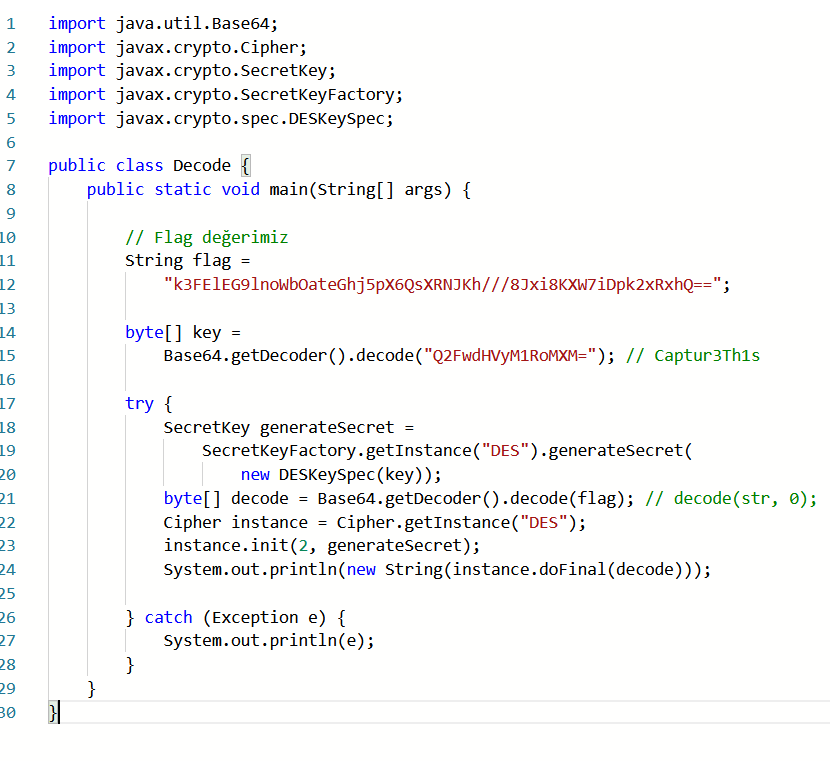 1 import java.util.Base64;
2 import javax.crypto.Cipher;
3 import javax.crypto.SecretKey;
4 import javax.crypto.SecretKeyFactory;
5 import javax.crypto.spec.DESKeySpec;
6
7 public class Decode {
8 public static void main(String[] args) {
9
10 // Flag değerimiz
11 String flag =
12 "k3FElEG9lnoWbOateGhj5pX6QsXRNJKh///8Jxi8KXW7iDpk2xRxhQ==";
13
14 byte[] key =
15 Base64.getDecoder().decode("Q2FwdHVyM1RoMXM="); // Captur3Th1s
16
17 try {
18 SecretKey generateSecret =
19 SecretKeyFactory.getInstance("DES").generateSecret(
20 new DESKeySpec(key));
21 byte[] decode = Base64.getDecoder().decode(flag); // decode(str, 0);
22 Cipher instance = Cipher.getInstance("DES");
23 instance.init(2, generateSecret);
24 System.out.println(new String(instance.doFinal(decode)));
25
26 } catch (Exception e) {
27 System.out.println(e);
28 }
29 }
30 }